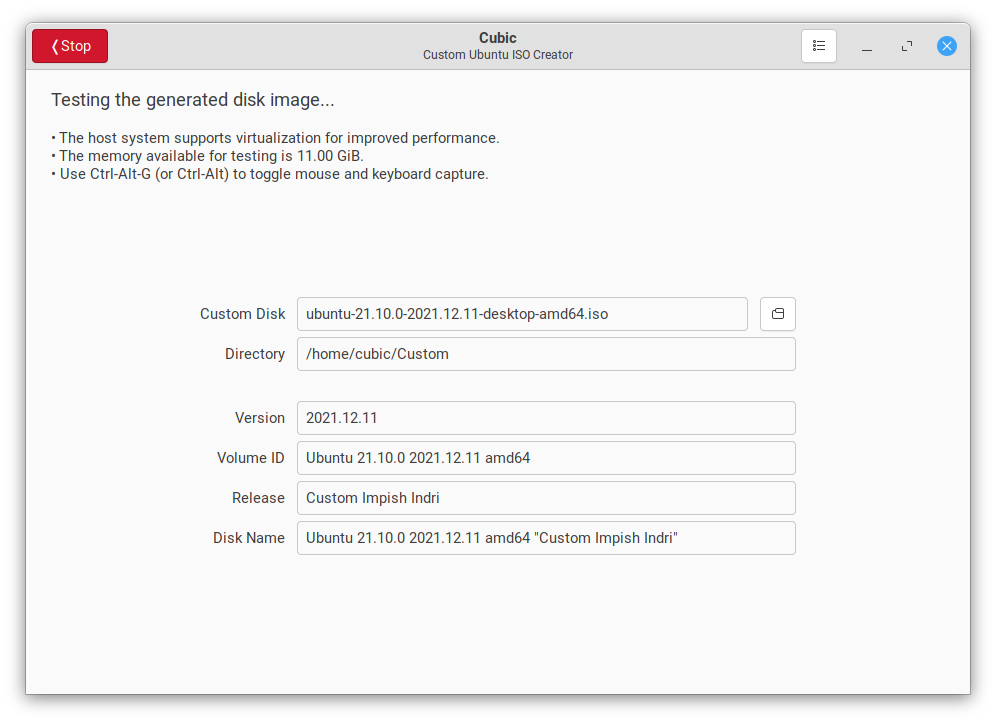 ❬Stop
Cubic
Custom Ubuntu ISO Creator
Testing the generated disk image...
• The host system supports virtualization for improved performance.
• The memory available for testing is 11.00 GiB.
• Use Ctrl-Alt-G (or Ctrl-Alt) to toggle mouse and keyboard capture.
Custom Disk ubuntu-21.10.0-2021.12.11-desktop-amd64.iso
Directory /home/cubic/Custom
Version 2021.12.11
Volume ID Ubuntu 21.10.0 2021.12.11 amd64
Release Custom Impish Indri
Disk Name Ubuntu 21.10.0 2021.12.11 amd64 "Custom Impish Indri"